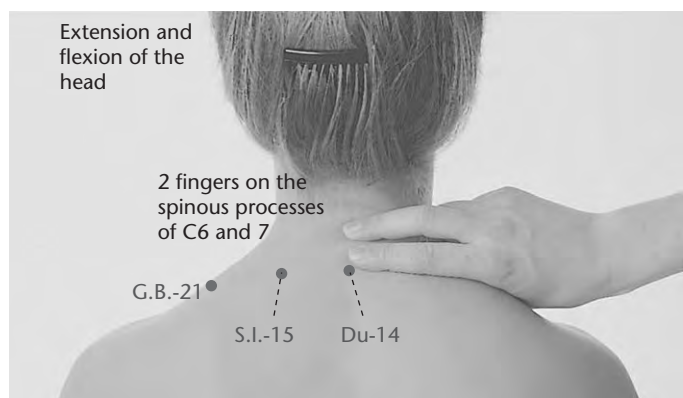 Extension and
flexion of the
head
2 fingers on the
spinous processes
of C6 and 7
G.B.-21
S.I.-15
Du-14